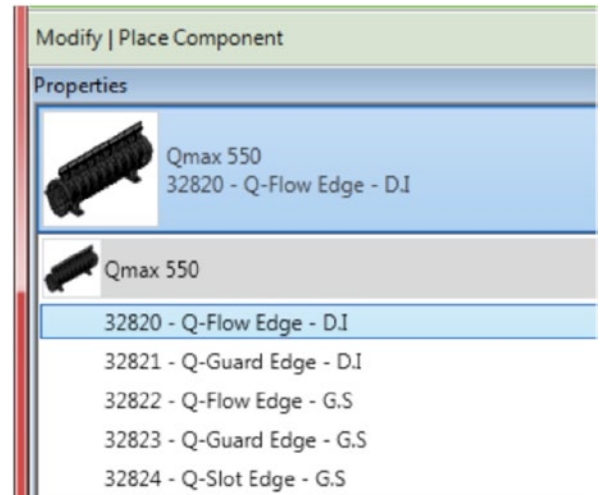 Modify | Place Component
Properties
Qmax 550
32820 - Q-Flow Edge - D.I
Qmax 550
32820 - Q-Flow Edge - D.I
32821 - Q-Guard Edge - D.I
32822 - Q-Flow Edge - G.S
32823 - Q-Guard Edge - G.S
32824 - Q-Slot Edge - G.S